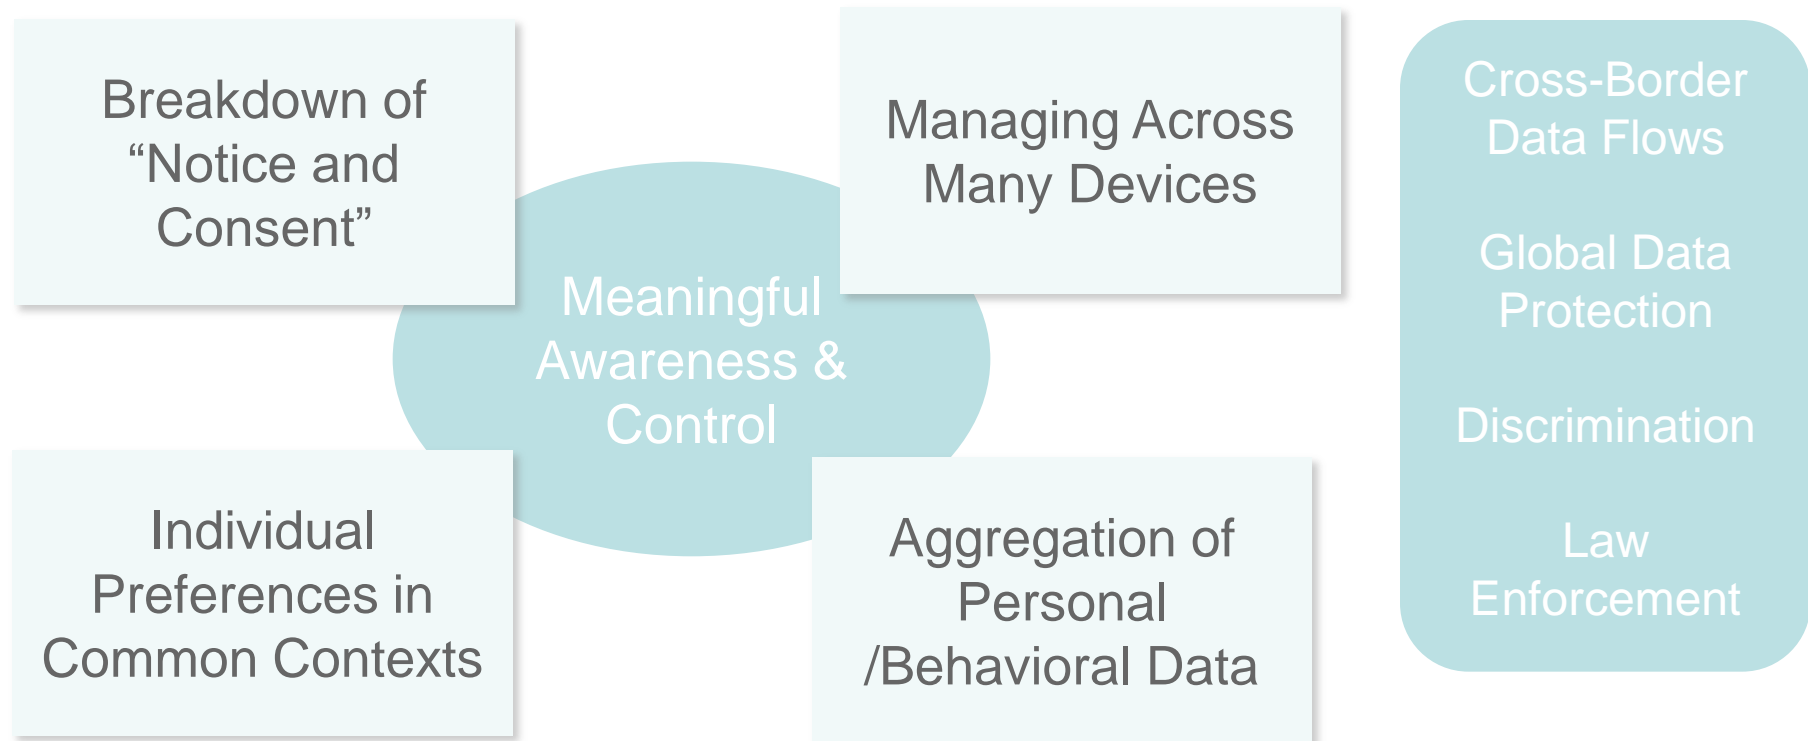 Breakdown of
“Notice and
Consent”
Managing Across
Many Devices
Meaningful
Awareness &
Control
Individual
Preferences in
Common Contexts
Aggregation of
Personal
/Behavioral Data
Cross-Border
Data Flows
Global Data
Protection
Discrimination
Law
Enforcement